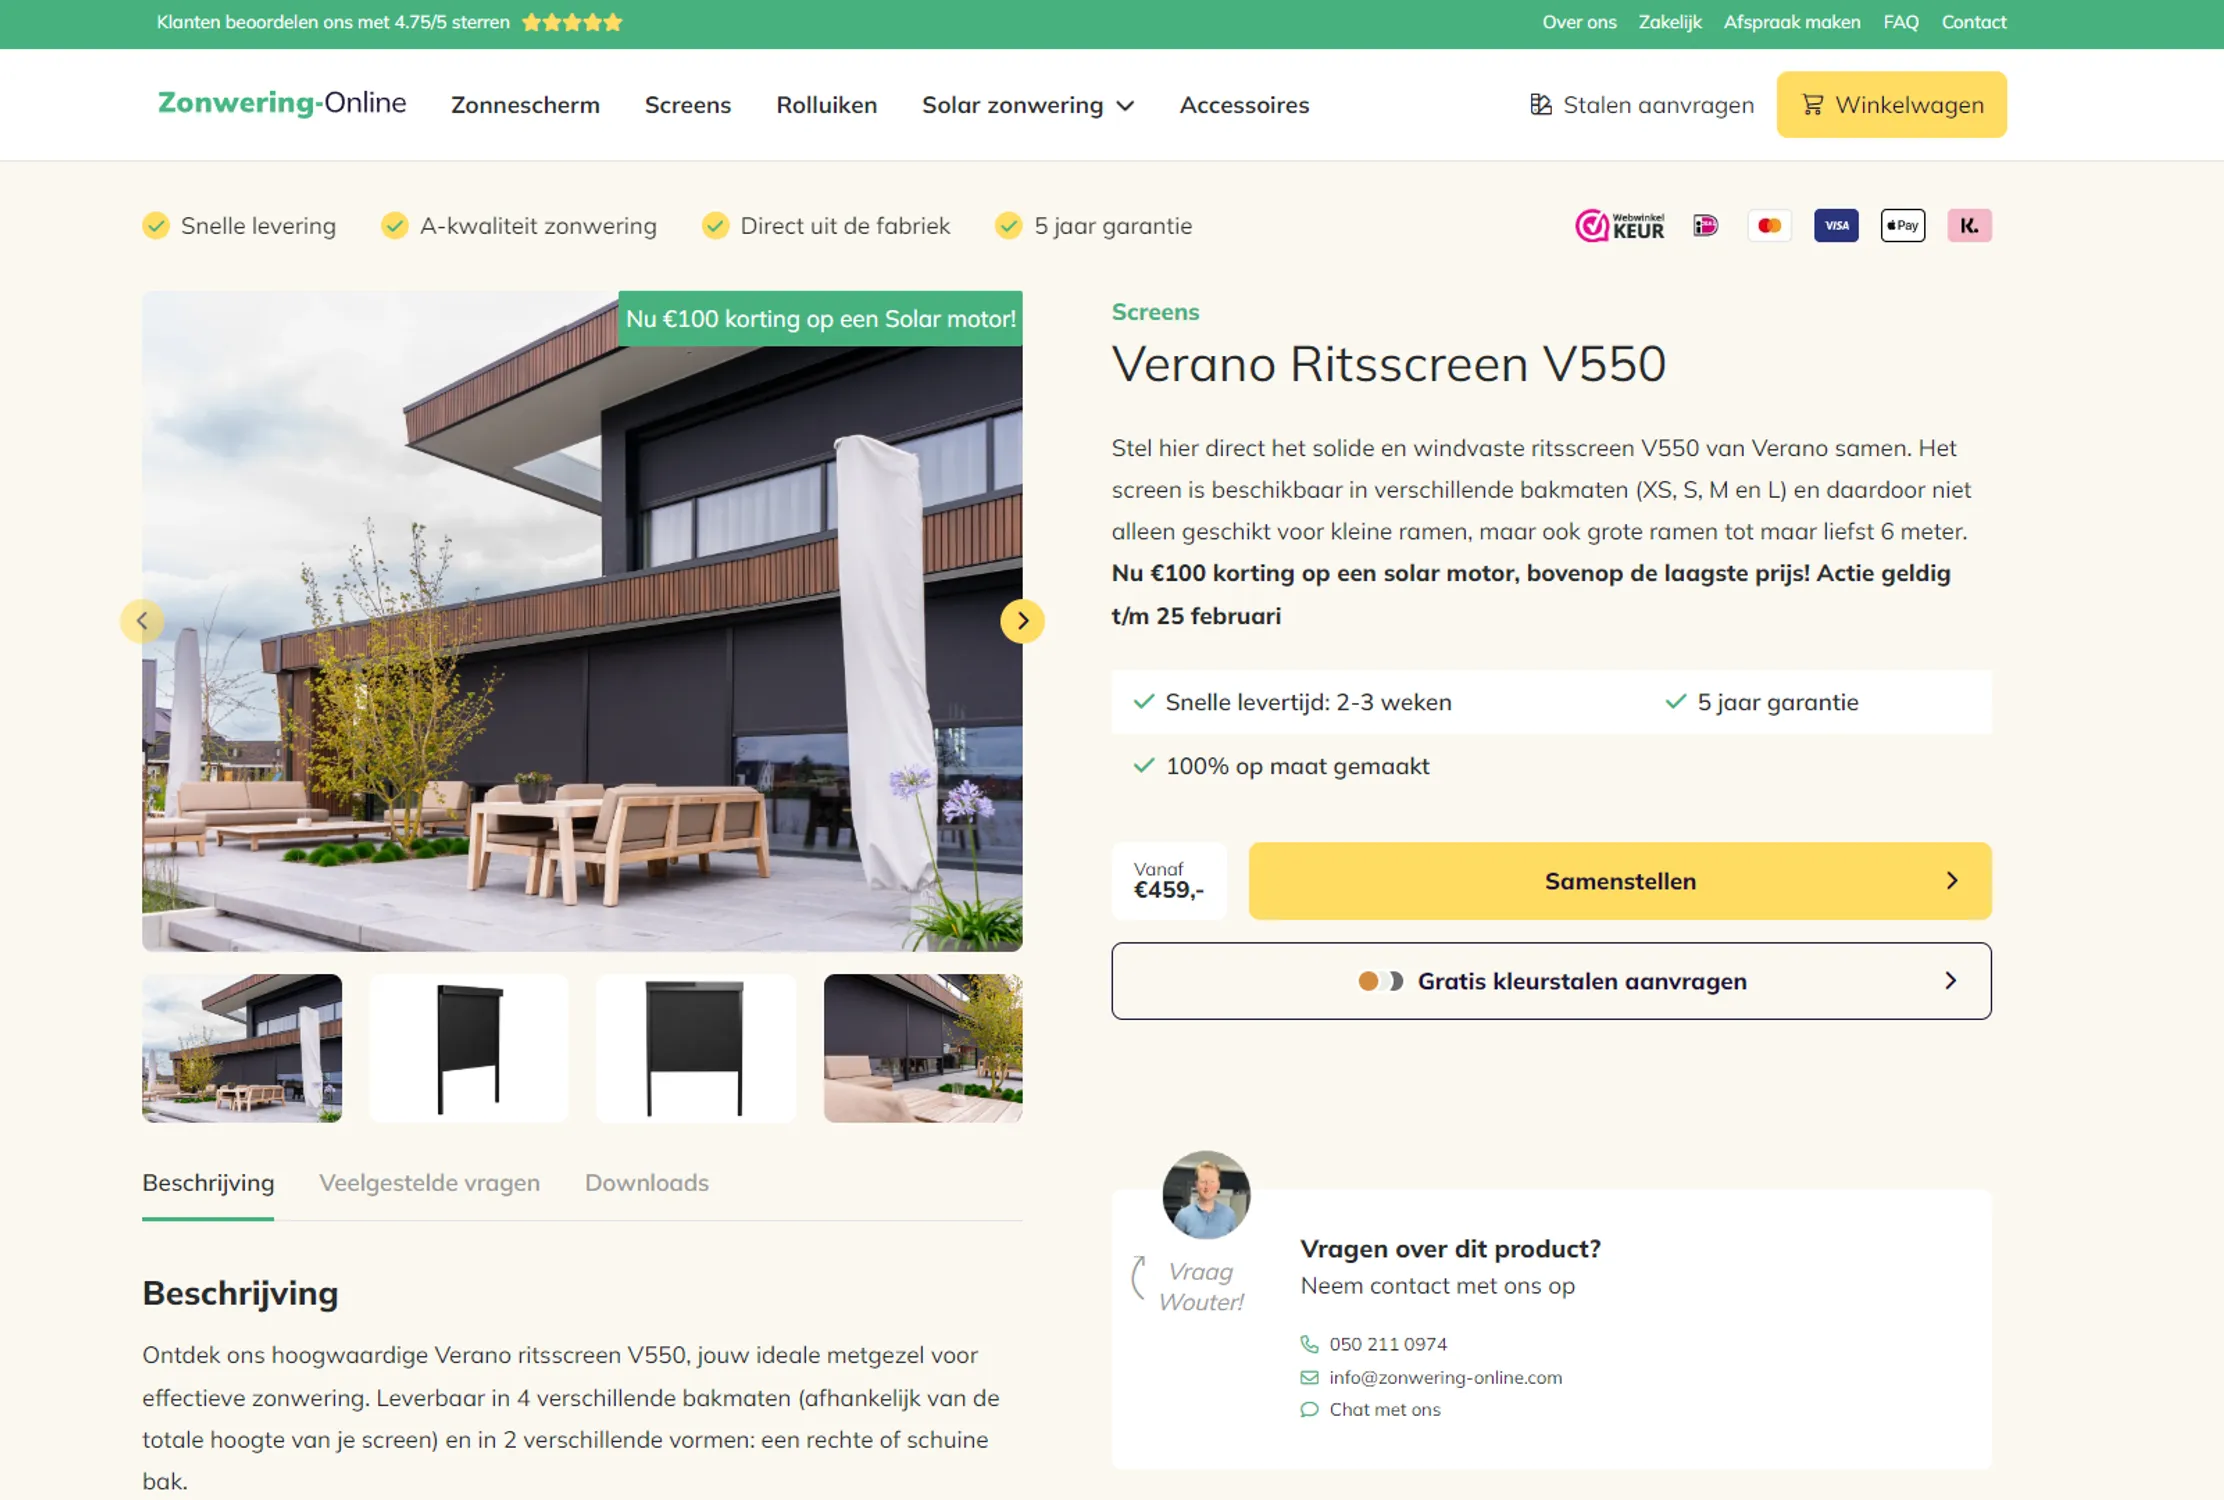 Klanten beoordelen ons met 4.75/5 sterren
Over ons
Zakelijk
Afspraak maken
FAQ
Contact
Zonwering-Online
Zonnescherm
Screens
Rolluiken
Solar zonwering
Accessoires
Stalen aanvragen
Winkelwagen
Snelle levering
A-kwaliteit zonwering
Direct uit de fabriek
5 jaar garantie
Webwinkel
KEUR
VISA
Pay
K.
Nu €100 korting op een Solar motor!
Screens
Verano Ritsscreen V550
Stel hier direct het solide en windvaste ritsscreen V550 van Verano samen. Het
screen is beschikbaar in verschillende bakmaten (XS, S, M en L) en daardoor niet
alleen geschikt voor kleine ramen, maar ook grote ramen tot maar liefst 6 meter.
Nu €100 korting op een solar motor, bovenop de laagste prijs! Actie geldig
t/m 25 februari
Snelle levertijd: 2-3 weken
5 jaar garantie
100% op maat gemaakt
Vanaf
€459,-
Samenstellen
Gratis kleurstalen aanvragen
Beschrijving
Veelgestelde vragen
Downloads
Beschrijving
Ontdek ons hoogwaardige Verano ritsscreen V550, jouw ideale metgezel voor
effectieve zonwering. Leverbaar in 4 verschillende bakmaten (afhankelijk van de
totale hoogte van je screen) en in 2 verschillende vormen: een rechte of schuine
bak.
Vraag
Wouter!
Vragen over dit product?
Neem contact met ons op
050 211 0974
info@zonwering-online.com
Chat met ons